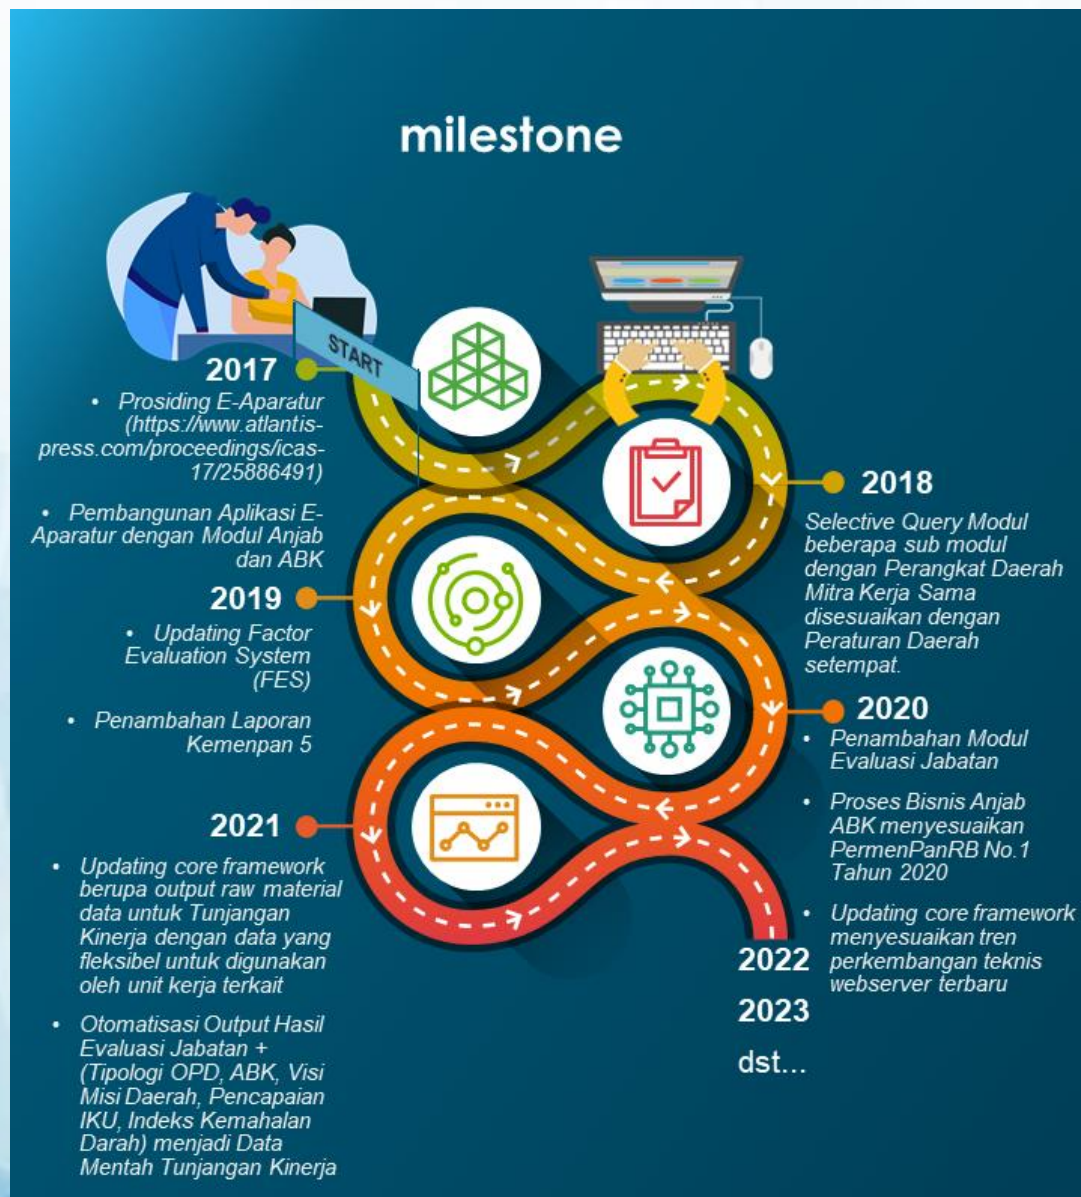 milestone
START
2017
• Prosiding E-Aparatur
(https://www.atlantis-
press.com/proceedings/icas-
17/25886491)
• Pembangunan Aplikasi E-
Aparatur dengan Modul Anjab
dan ABK
2018
Selective Query Modul
beberapa sub modul
dengan Perangkat Daerah
Mitra Kerja Sama
disesuaikan dengan
Peraturan Daerah
setempat.
2019
• Updating Factor
Evaluation System
(FES)
• Penambahan Laporan
Kemenpan 5
2020
• Penambahan Modul
Evaluasi Jabatan
• Proses Bisnis Anjab
ABK menyesuaikan
PermenPanRB No.1
Tahun 2020
• Updating core framework
menyesuaikan tren
perkembangan teknis
webserver terbaru
2021
• Updating core framework
berupa output raw material
data untuk Tunjangan
Kinerja dengan data yang
fleksibel untuk digunakan
oleh unit kerja terkait
• Otomatisasi Output Hasil
Evaluasi Jabatan +
(Tipologi OPD, ABK, Visi
Misi Daerah, Pencapaian
IKU, Indeks Kemahalan
Darah) menjadi Data
Mentah Tunjangan Kinerja
2022
2023
dst...